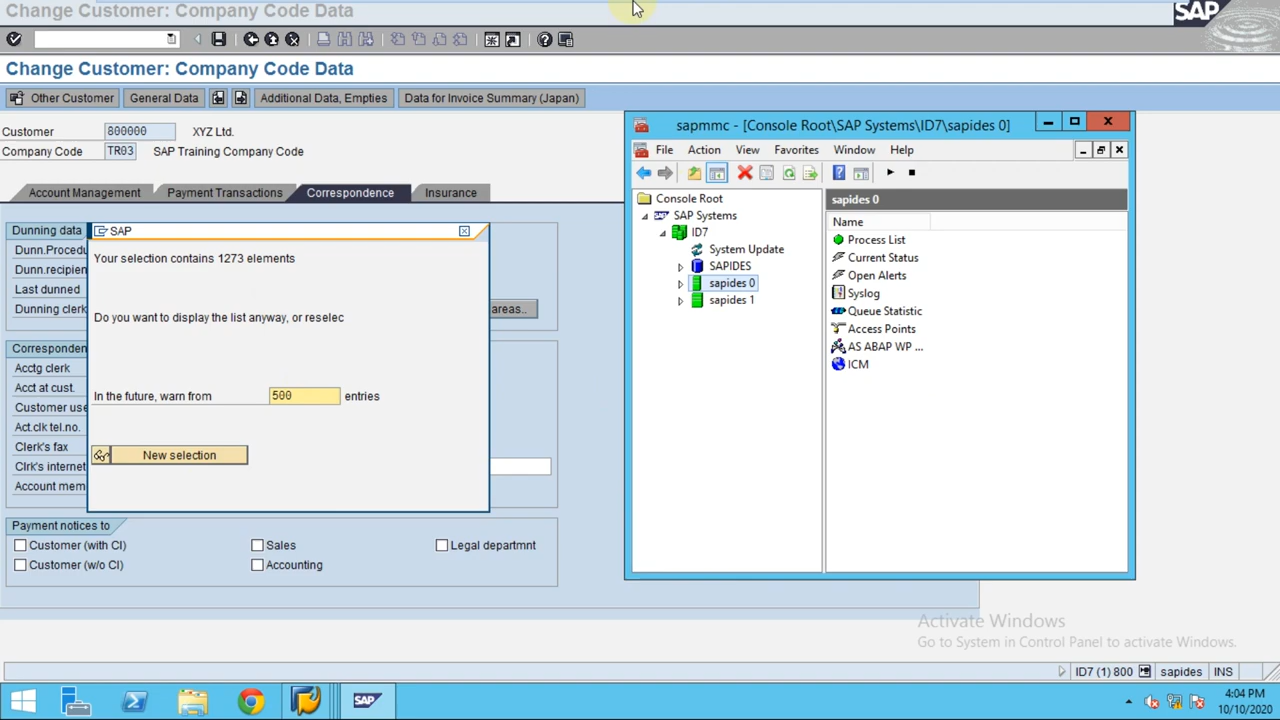 Change Customer: Company Code Data
SAP
Change Customer: Company Code Data
Other Customer General Data Additional Data, Empties Data for Invoice Summary (Japan)
Customer 800000 XYZ Ltd.
Company Code TR03 SAP Training Company Code
Account Management Payment Transactions Correspondence Insurance
Dunning data
Dunn.Procedu
Dunn.recipien
Last dunned
Dunning clerk
areas..
Corresponden
Acctg clerk
Acct at cust.
Customer use
Act.clk tel.no.
Clerk's fax
Clrk's internet
Account mem
SAP
Your selection contains 1273 elements
Do you want to display the list anyway, or reselec
In the future, warn from 500 entries
New selection
Payment notices to
Customer (with CI) Sales Legal departmnt
Customer (w/o CI) Accounting
sapmmc - [Console Root\SAP Systems\ID7\sapides 0]
File Action View Favorites Window Help
Console Root
SAP Systems
ID7
System Update
SAPIDES
sapides 0
sapides 1
sapides 0
Name
Process List
Current Status
Open Alerts
Syslog
Queue Statistic
Access Points
AS ABAP WP ...
ICM
Activate Windows
Go to System in Control Panel to activate Windows.
ID7 (1) 800 sapides INS
SAP
4:04 PM
10/10/2020